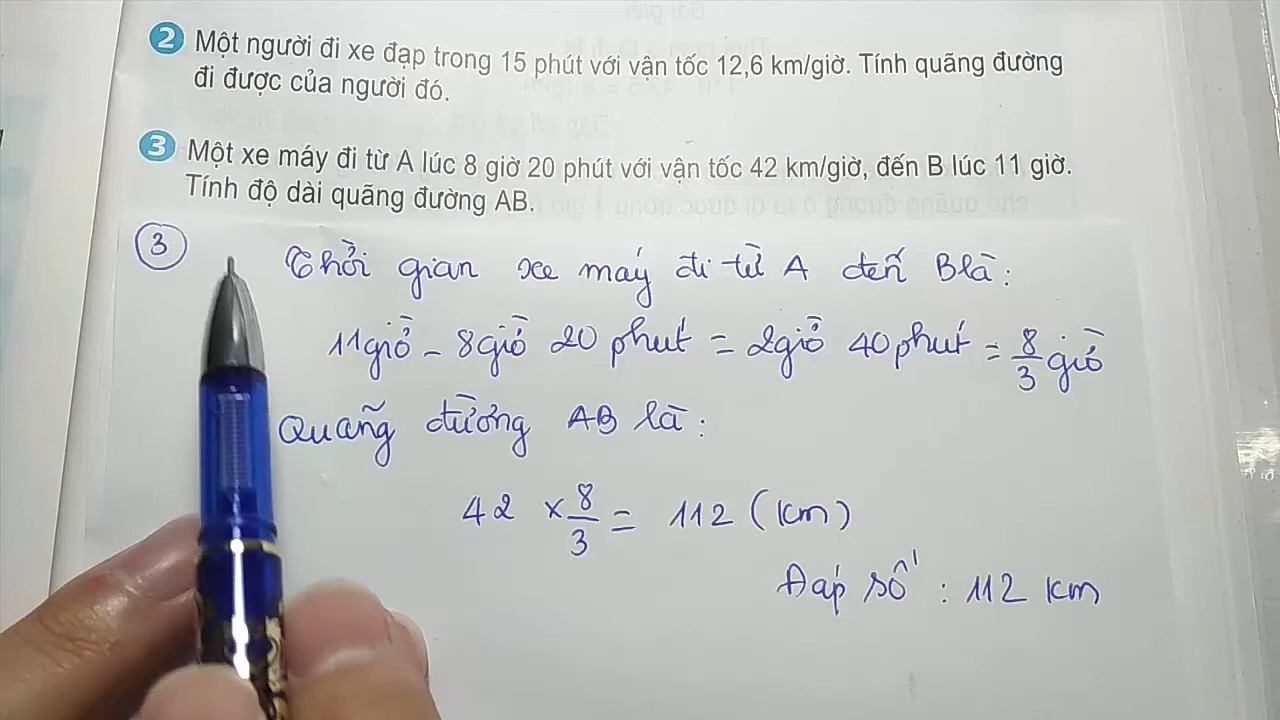 2 Một người đi xe đạp trong 15 phút với vận tốc 12,6 km/giờ. Tính quãng đường
đi được của người đó.
3 Một xe máy đi từ A lúc 8 giờ 20 phút với vận tốc 42 km/giờ, đến B lúc 11 giờ.
Tính độ dài quãng đường AB.
3 Thời gian xe máy đi từ A đến B là:
11 giờ - 8 giờ 20 phút = 2 giờ 40 phút = 8/3 giờ
Quãng đường AB là:
42 × 8/3 = 112 (km)
Đáp số : 112 km